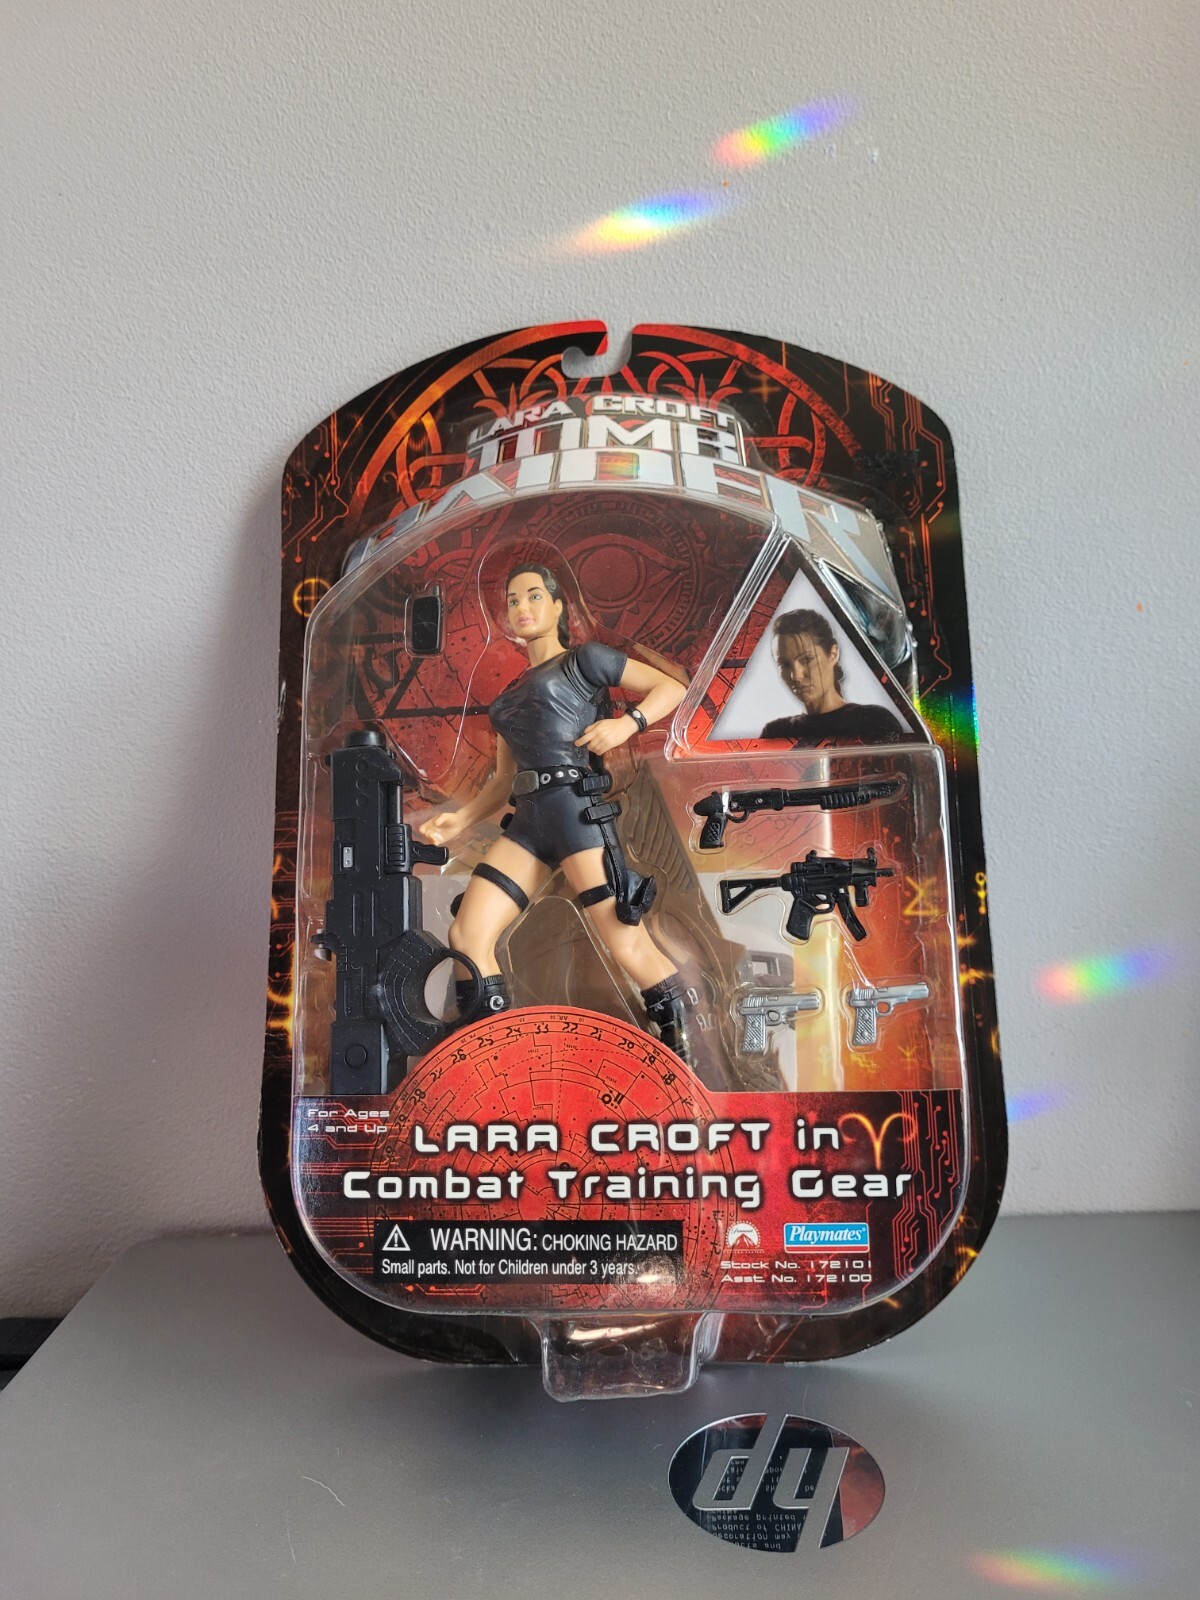 LARA CROFT
TOMB
RAIDER
For Ages
4 and Up
LARA CROFT in
Combat Training Gear
WARNING: CHOKING HAZARD
Small parts. Not for Children under 3 years.
Playmates
Stock No. 172101
Asst. No. 172100
hp